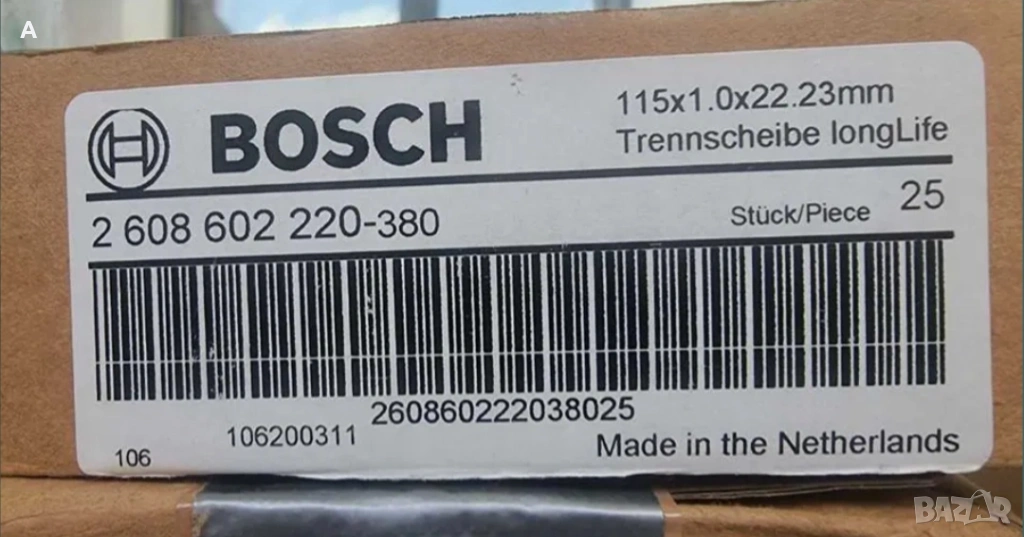 A
BOSCH
115x1.0x22.23mm
Trennscheibe longLife
2 608 602 220-380
Stück/Piece 25
260860222038025
106200311
106
Made in the Netherlands
BAZAR